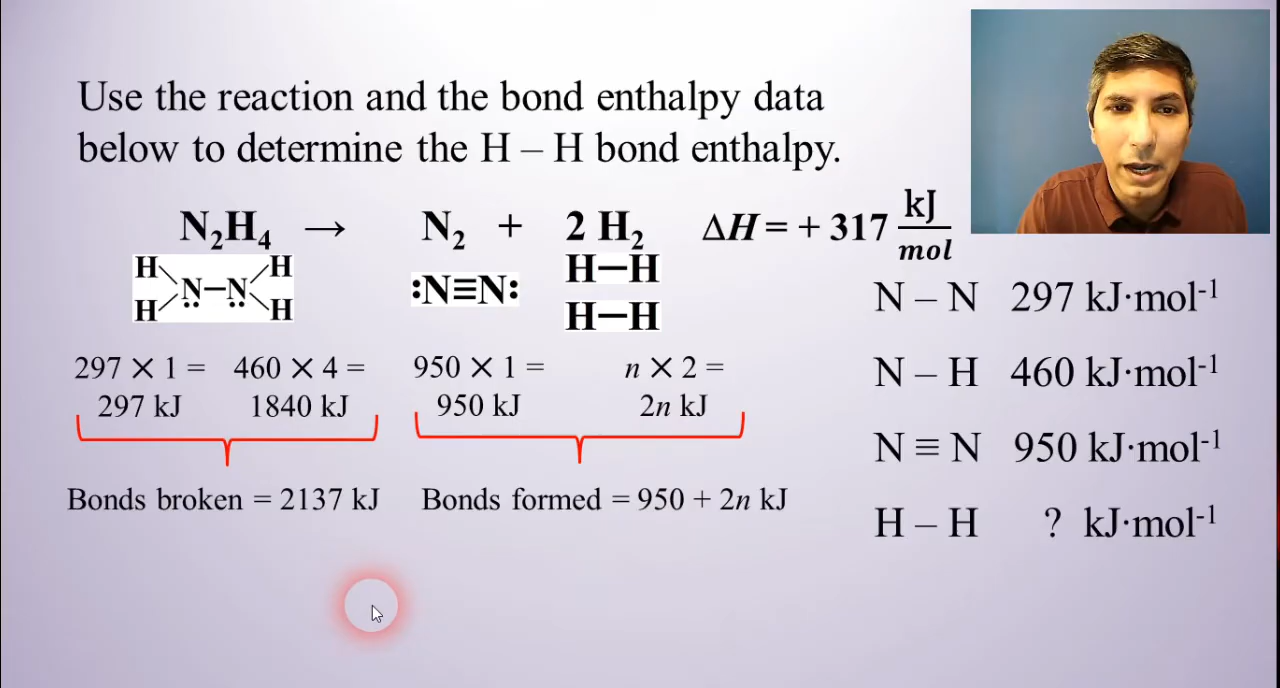 Use the reaction and the bond enthalpy data
below to determine the H – H bond enthalpy.
N₂H₄ → N₂ + 2 H₂ ΔH = + 317 kJ/mol
H H
N–N
H H
:N≡N:
H–H
H–H
297 × 1 = 460 × 4 = 950 × 1 = n × 2 =
297 kJ 1840 kJ 950 kJ 2n kJ
Bonds broken = 2137 kJ Bonds formed = 950 + 2n kJ
N – N 297 kJ·mol⁻¹
N – H 460 kJ·mol⁻¹
N ≡ N 950 kJ·mol⁻¹
H – H ? kJ·mol⁻¹